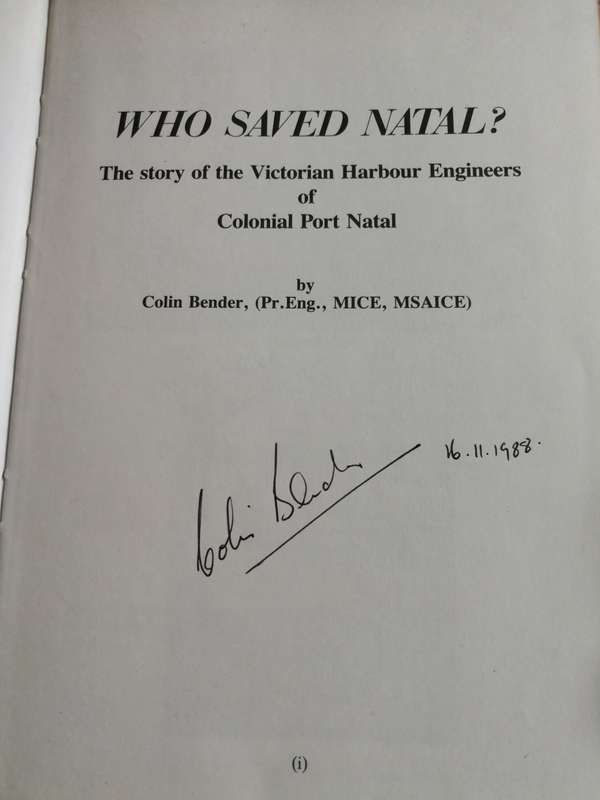 WHO SAVED NATAL?
The story of the Victorian Harbour Engineers
of
Colonial Port Natal
by
Colin Bender, (Pr.Eng., MICE, MSAICE)
16.11.1988.
Colin Bender
(i)